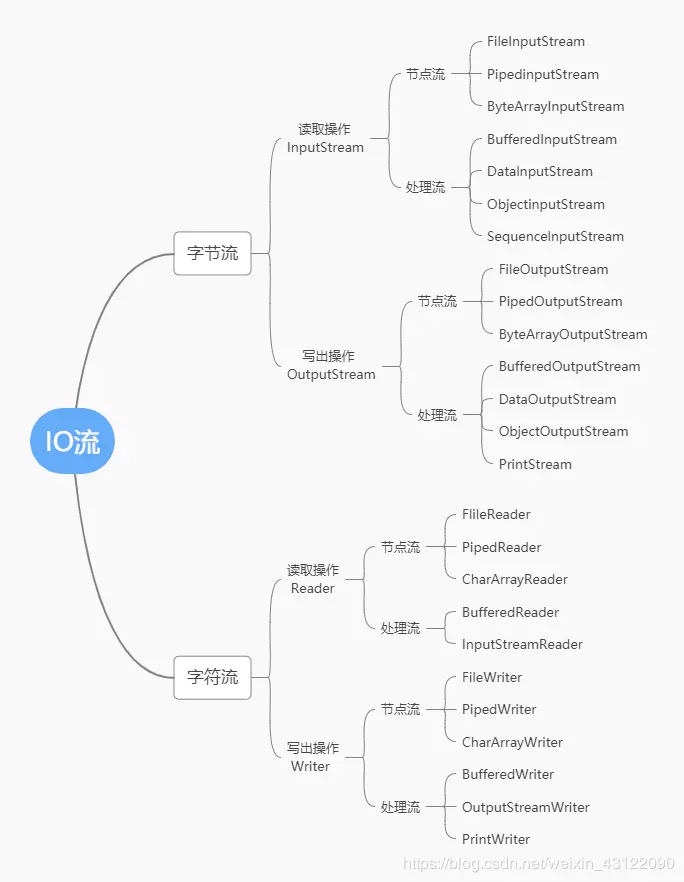 IO流
字节流
读取操作
InputStream
节点流
FileInputStream
PipedinputStream
ByteArrayInputStream
处理流
BufferedInputStream
DataInputStream
ObjectinputStream
SequenceInputStream
写出操作
OutputStream
节点流
FileOutputStream
PipedOutputStream
ByteArrayOutputStream
处理流
BufferedOutputStream
DataOutputStream
ObjectOutputStream
PrintStream
字符流
读取操作
Reader
节点流
FlileReader
PipedReader
CharArrayReader
处理流
BufferedReader
InputStreamReader
写出操作
Writer
节点流
FileWriter
PipedWriter
CharArrayWriter
处理流
BufferedWriter
OutputStreamWriter
PrintWriter
https://blog.csdn.net/weixin_43122090